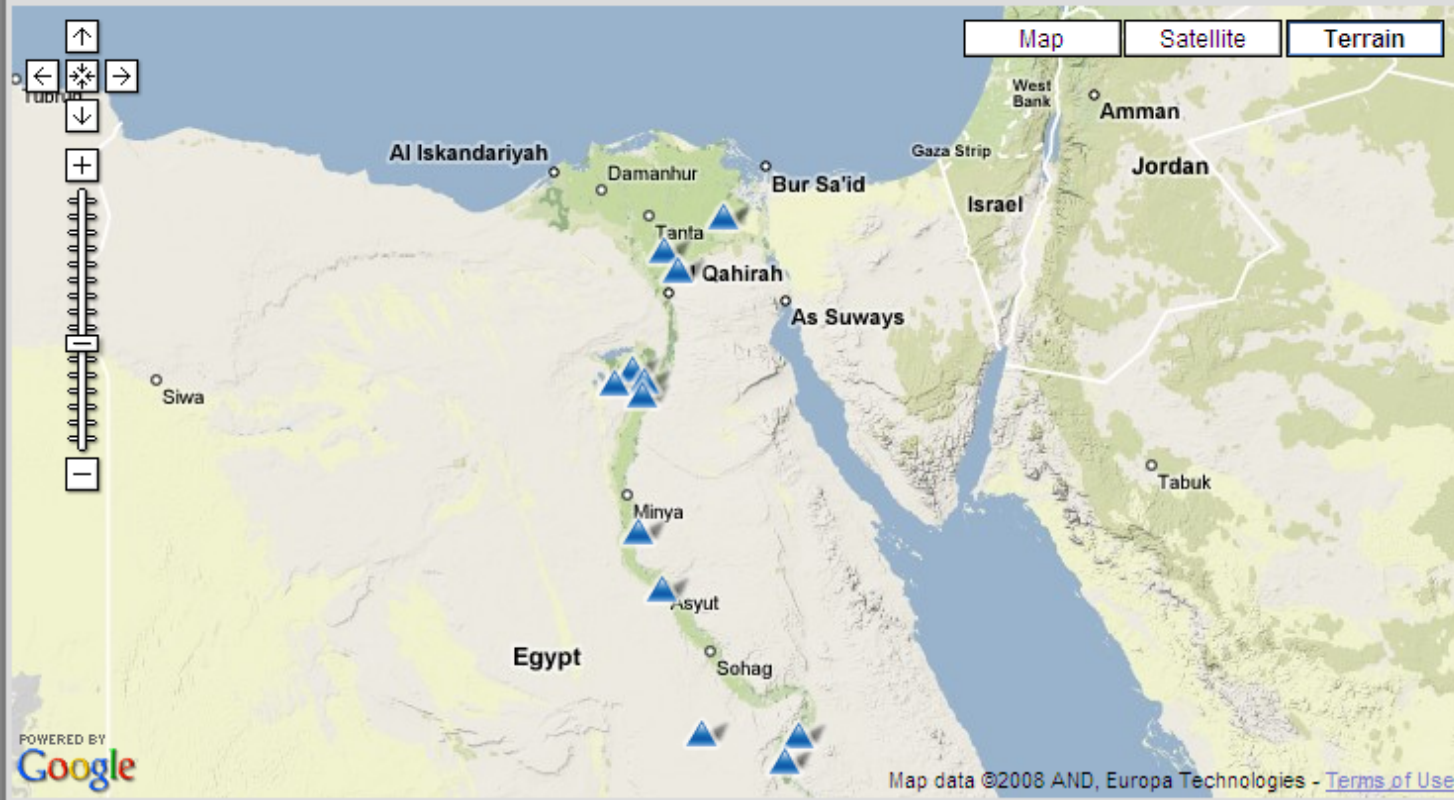 Map
Satellite
Terrain
Tubruq
West
Bank
Amman
Al Iskandariyah
Gaza Strip
Damanhur
Jordan
Bur Sa'id
Israel
Tanta
Qahirah
As Suways
Siwa
Tabuk
Minya
Asyut
Egypt
Sohag
POWERED BY
Google
Map data ©2008 AND, Europa Technologies - Terms of Use